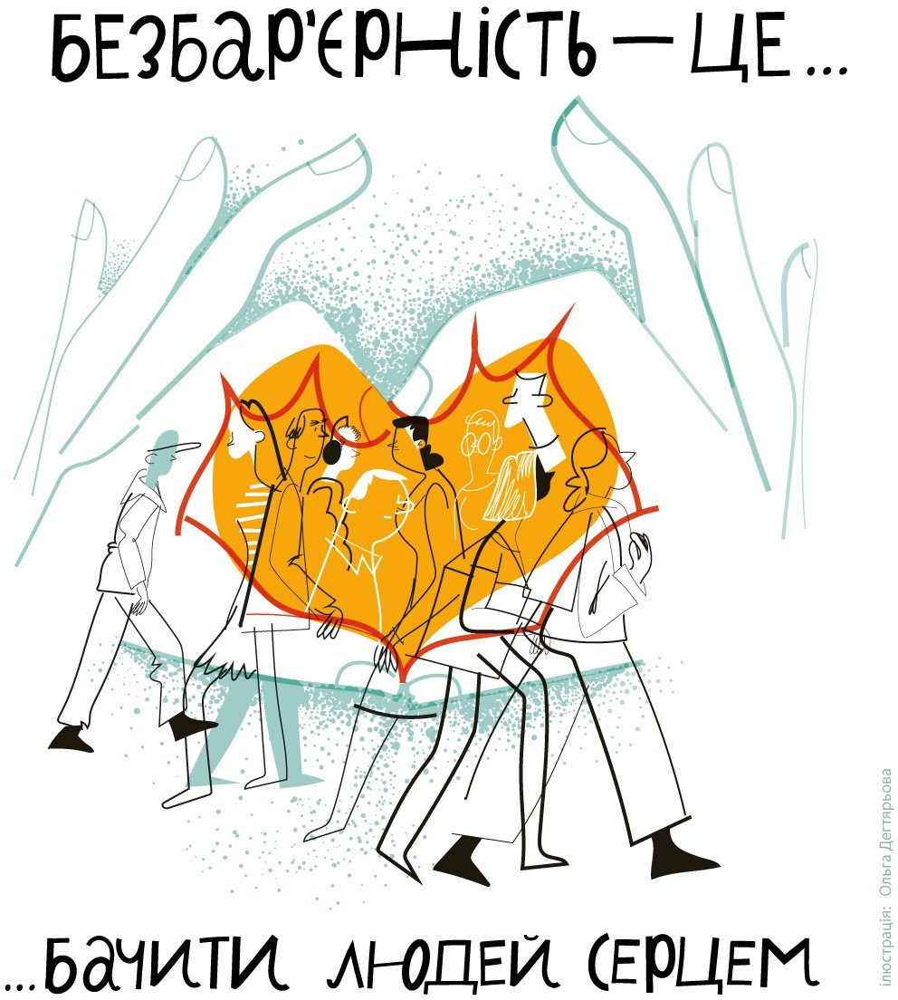 БЕЗБАР'ЄРНІСТЬ — ЦЕ...
...БАЧИТИ ЛЮДЕЙ СЕРЦЕМ
ілюстрація: Ольга Дегтярьова